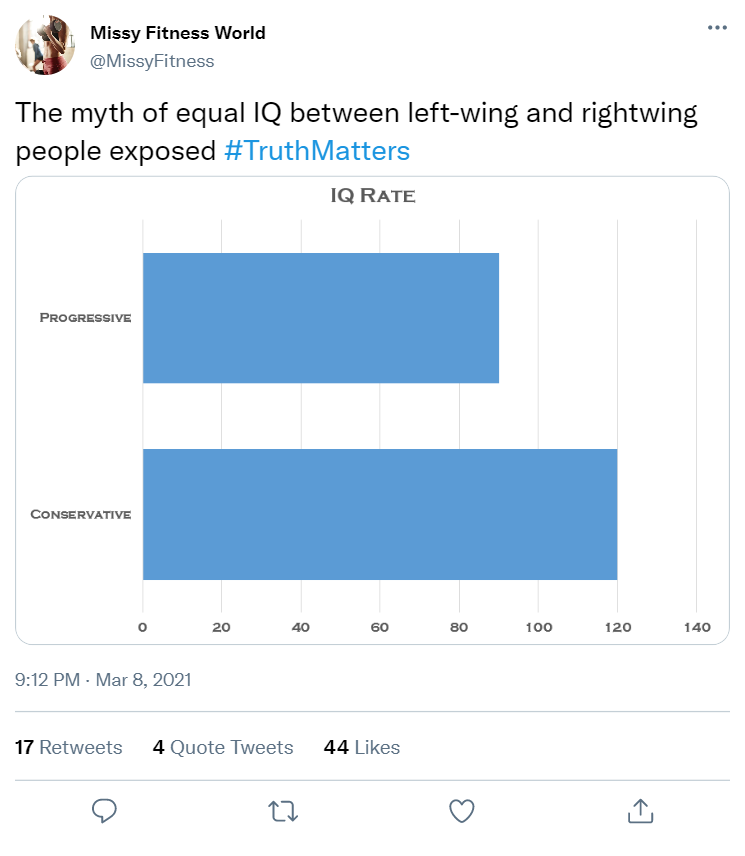 Missy Fitness World
@MissyFitness
The myth of equal IQ between left-wing and rightwing
people exposed #TruthMatters
IQ Rate
Progressive
Conservative
0 20 40 60 80 100 120 140
9:12 PM · Mar 8, 2021
17 Retweets 4 Quote Tweets 44 Likes